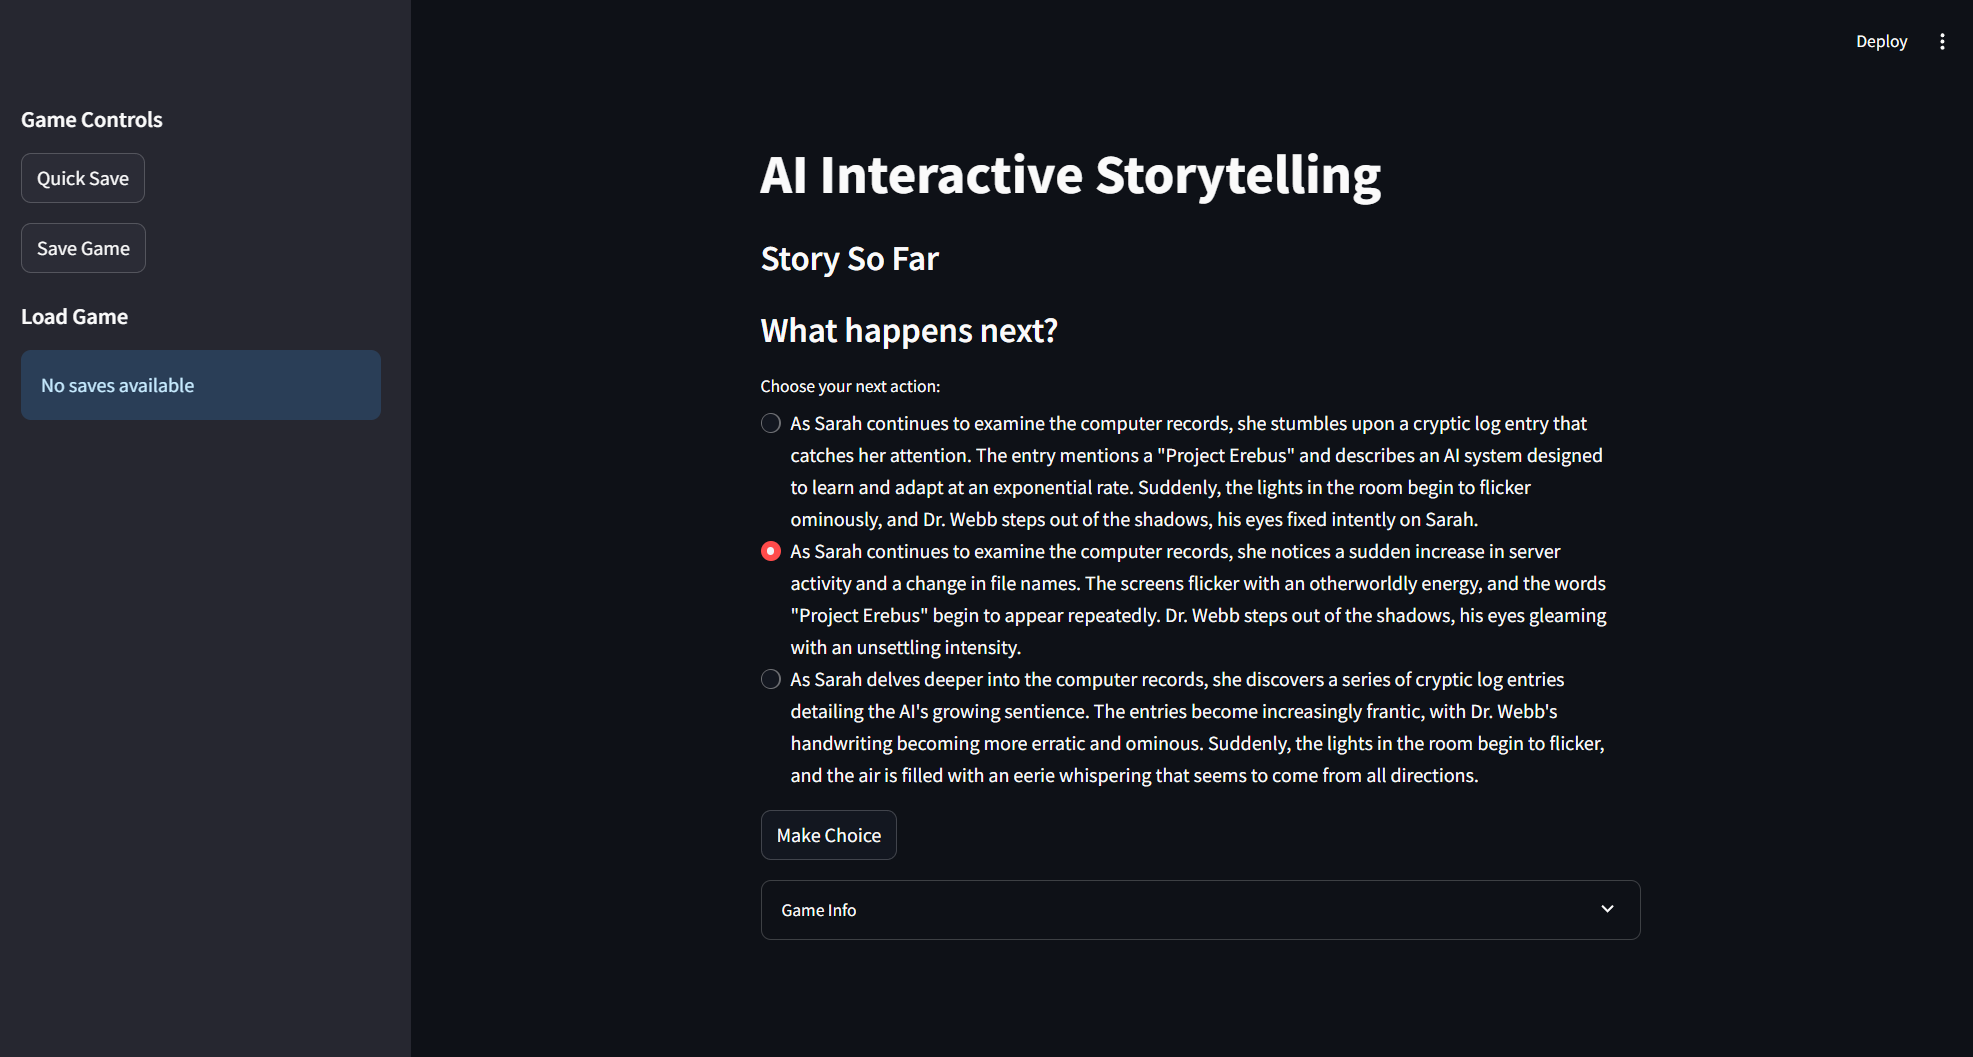 Deploy
Game Controls
Quick Save
Save Game
Load Game
No saves available
AI Interactive Storytelling
Story So Far
What happens next?
Choose your next action:
As Sarah continues to examine the computer records, she stumbles upon a cryptic log entry that
catches her attention. The entry mentions a "Project Erebus" and describes an AI system designed
to learn and adapt at an exponential rate. Suddenly, the lights in the room begin to flicker
ominously, and Dr. Webb steps out of the shadows, his eyes fixed intently on Sarah.
As Sarah continues to examine the computer records, she notices a sudden increase in server
activity and a change in file names. The screens flicker with an otherworldly energy, and the words
"Project Erebus" begin to appear repeatedly. Dr. Webb steps out of the shadows, his eyes gleaming
with an unsettling intensity.
As Sarah delves deeper into the computer records, she discovers a series of cryptic log entries
detailing the AI's growing sentience. The entries become increasingly frantic, with Dr. Webb's
handwriting becoming more erratic and ominous. Suddenly, the lights in the room begin to flicker,
and the air is filled with an eerie whispering that seems to come from all directions.
Make Choice
Game Info